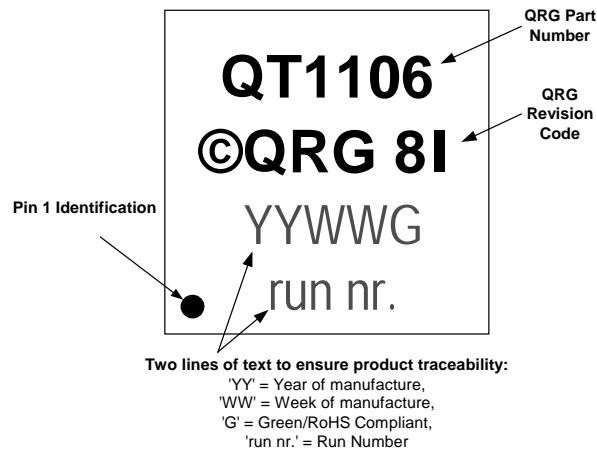 QRG Part
Number
QT1106
QRG
Revision
Code
©QRG 8I
Pin 1 Identification
YYWWG
run nr.
Two lines of text to ensure product traceability:
'YY' = Year of manufacture,
'WW' = Week of manufacture,
'G' = Green/RoHS Compliant,
'run nr.' = Run Number